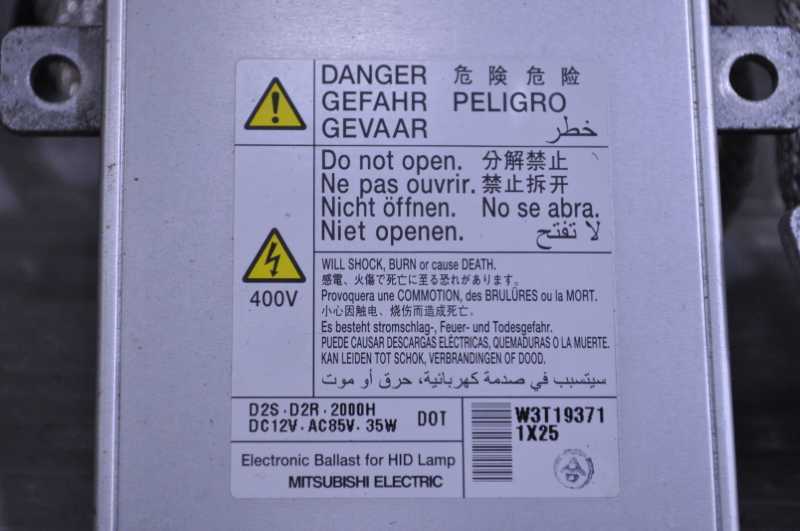 DANGER 危険 危险
GEFAHR PELIGRO
GEVAAR خطر
Do not open. 分解禁止
Ne pas ouvrir. 禁止拆开
Nicht öffnen. No se abra.
Niet openen. لا تفتح
400V
WILL SHOCK, BURN or cause DEATH.
感電、火傷で死亡に至る恐れがあります。
Provoquera une COMMOTION, des BRULÛRES ou la MORT.
小心因触电、烧伤而造成死亡。
Es besteht stromschlag-, Feuer- und Todesgefahr.
PUEDE CAUSAR DESCARGAS ELÉCTRICAS, QUEMADURAS O LA MUERTE.
KAN LEIDEN TOT SCHOK, VERBRANDINGEN OF DOOD.
سيتسبب في صدمة كهربائية، حرق أو موت
D2S・D2R・2000H
DC12V・AC85V・35W DOT
W3T19371
1X25
Electronic Ballast for HID Lamp
MITSUBISHI ELECTRIC